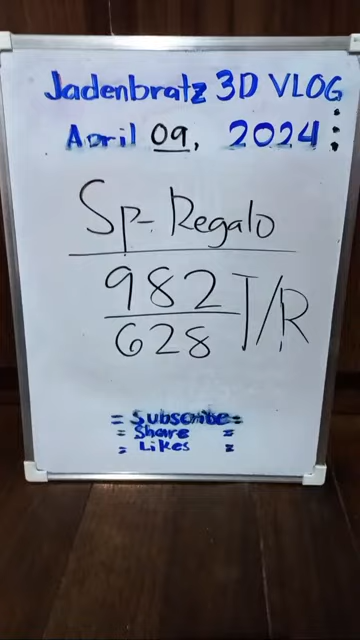 Jadenbratz 3D VLOG
April 09, 2024:
Sp- Regalo
982 T/R
628
= Subscribe =
= Share =
= Likes =